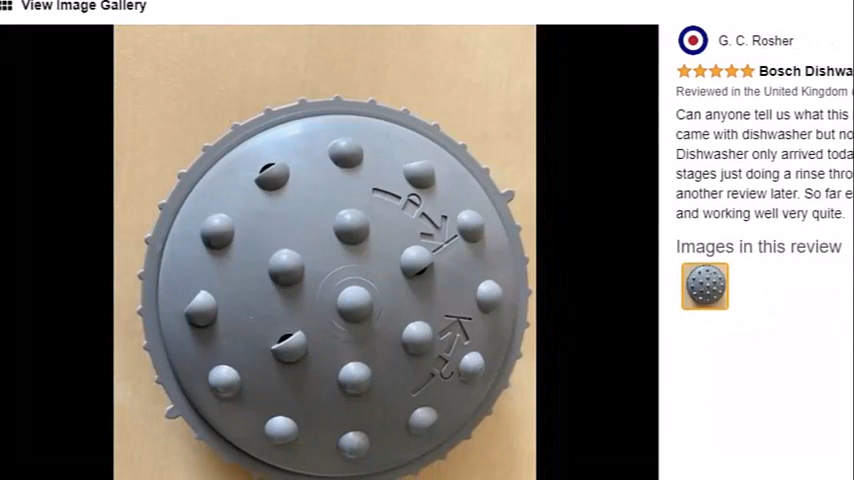 View Image Gallery
G. C. Rosher
Bosch Dishwa
Reviewed in the United Kingdom
Can anyone tell us what this
came with dishwasher but no
Dishwasher only arrived toda
stages just doing a rinse thro
another review later. So far e
and working well very quite.
Images in this review